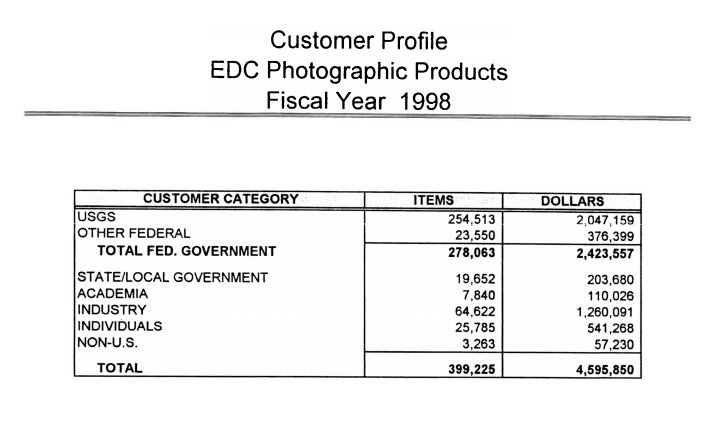 Customer Profile
EDC Photographic Products
Fiscal Year 1998
CUSTOMER CATEGORY ITEMS DOLLARS
USGS 254,513 2,047,159
OTHER FEDERAL 23,550 376,399
TOTAL FED. GOVERNMENT 278,063 2,423,557
STATE/LOCAL GOVERNMENT 19,652 203,680
ACADEMIA 7,840 110,026
INDUSTRY 64,622 1,260,091
INDIVIDUALS 25,785 541,268
NON-U.S. 3,263 57,230
TOTAL 399,225 4,595,850